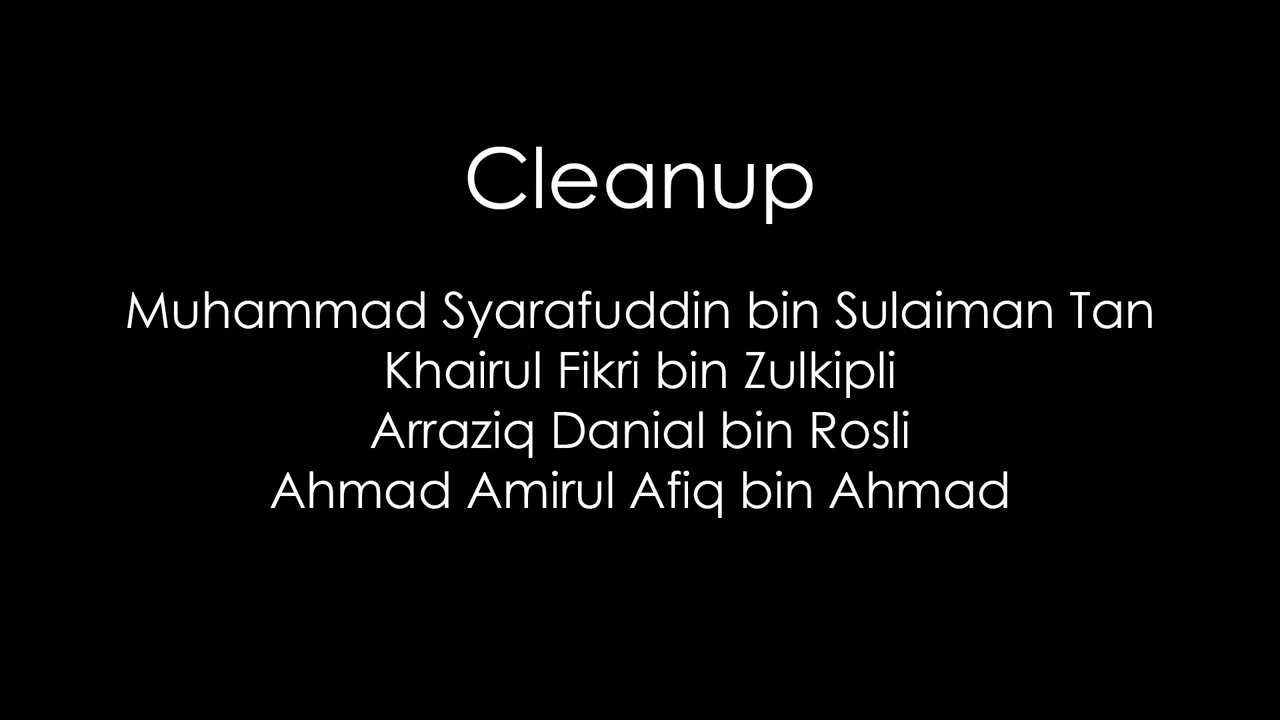 Cleanup
Muhammad Syarafuddin bin Sulaiman Tan
Khairul Fikri bin Zulkipli
Arraziq Danial bin Rosli
Ahmad Amirul Afiq bin Ahmad